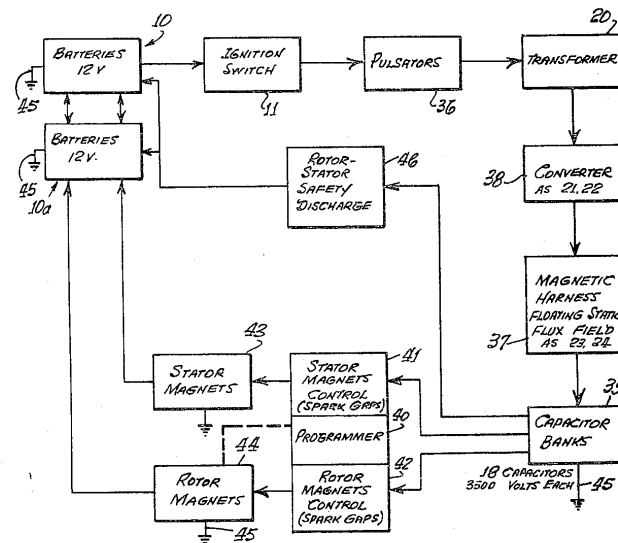 10
BATTERIES
12 V
45
IGNITION
SWITCH
11
PULSATORS
36
20
TRANSFORMER
BATTERIES
12 V.
45
10a
ROTOR-
STATOR
SAFETY
DISCHARGE
46
CONVERTER
AS 21,22
38
MAGNETIC
HARNESS
FLOATING STATIC
FLUX FIELD
AS 23,24
37
43
STATOR
MAGNETS
STATOR
MAGNETS
CONTROL
(SPARK GAPS)
41
PROGRAMMER
40
39
CAPACITOR
BANKS
44
ROTOR
MAGNETS
45
ROTOR
MAGNETS
CONTROL
(SPARK GAPS)
42
18 CAPACITORS
3500 VOLTS EACH
45